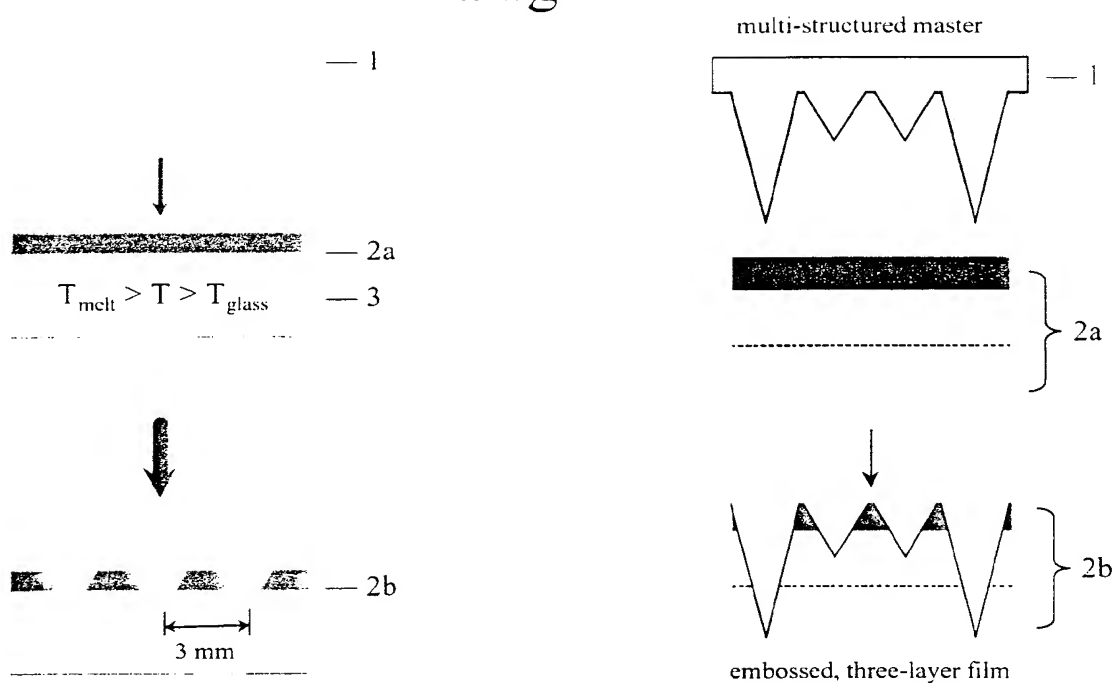 multi-structured master
1
2a
T_melt > T > T_glass 3
2b
3 mm
1
2a
2b
embossed, three-layer film